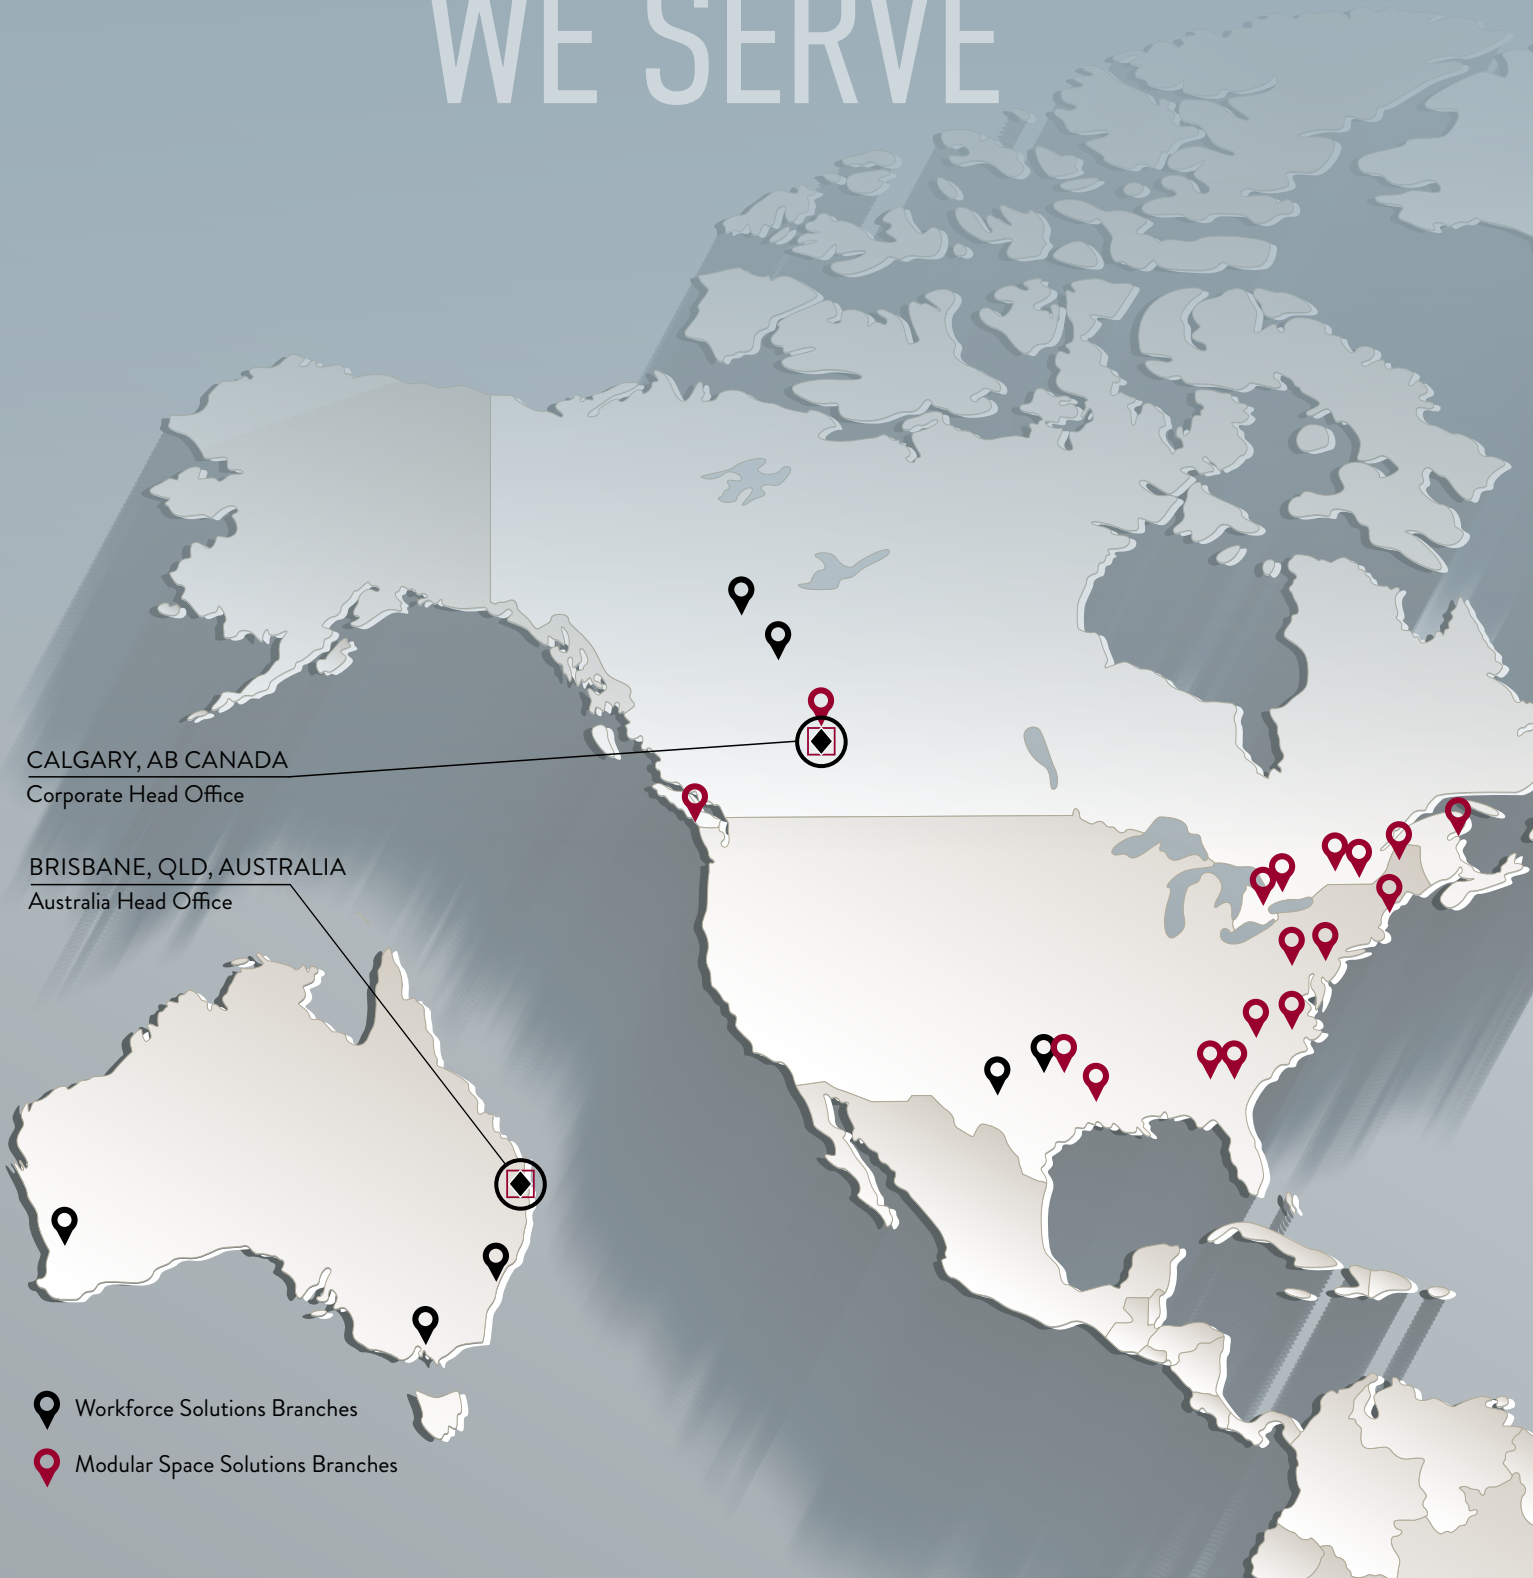 WE SERVE
CALGARY, AB CANADA
Corporate Head Office
BRISBANE, QLD, AUSTRALIA
Australia Head Office
Workforce Solutions Branches
Modular Space Solutions Branches